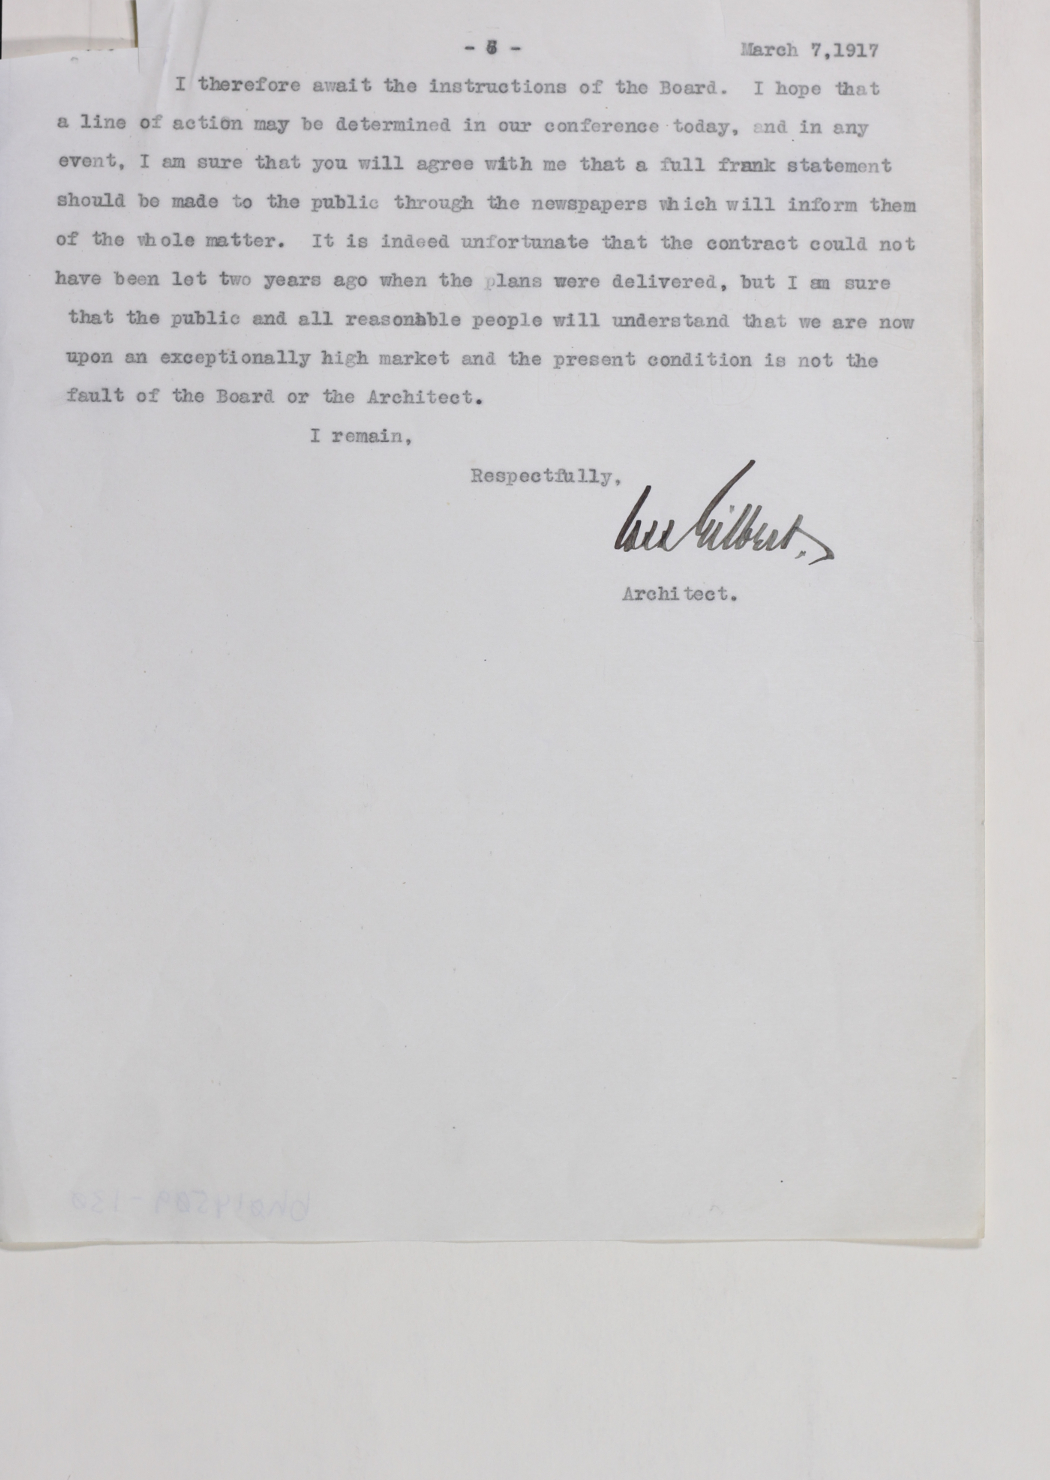 - 6 - March 7,1917
I therefore await the instructions of the Board. I hope that
a line of action may be determined in our conference today, and in any
event, I am sure that you will agree with me that a full frank statement
should be made to the public through the newspapers which will inform them
of the whole matter. It is indeed unfortunate that the contract could not
have been let two years ago when the plans were delivered, but I am sure
that the public and all reasonable people will understand that we are now
upon an exceptionally high market and the present condition is not the
fault of the Board or the Architect.
I remain,
Respectfully,
Cass Gilbert.
Architect.